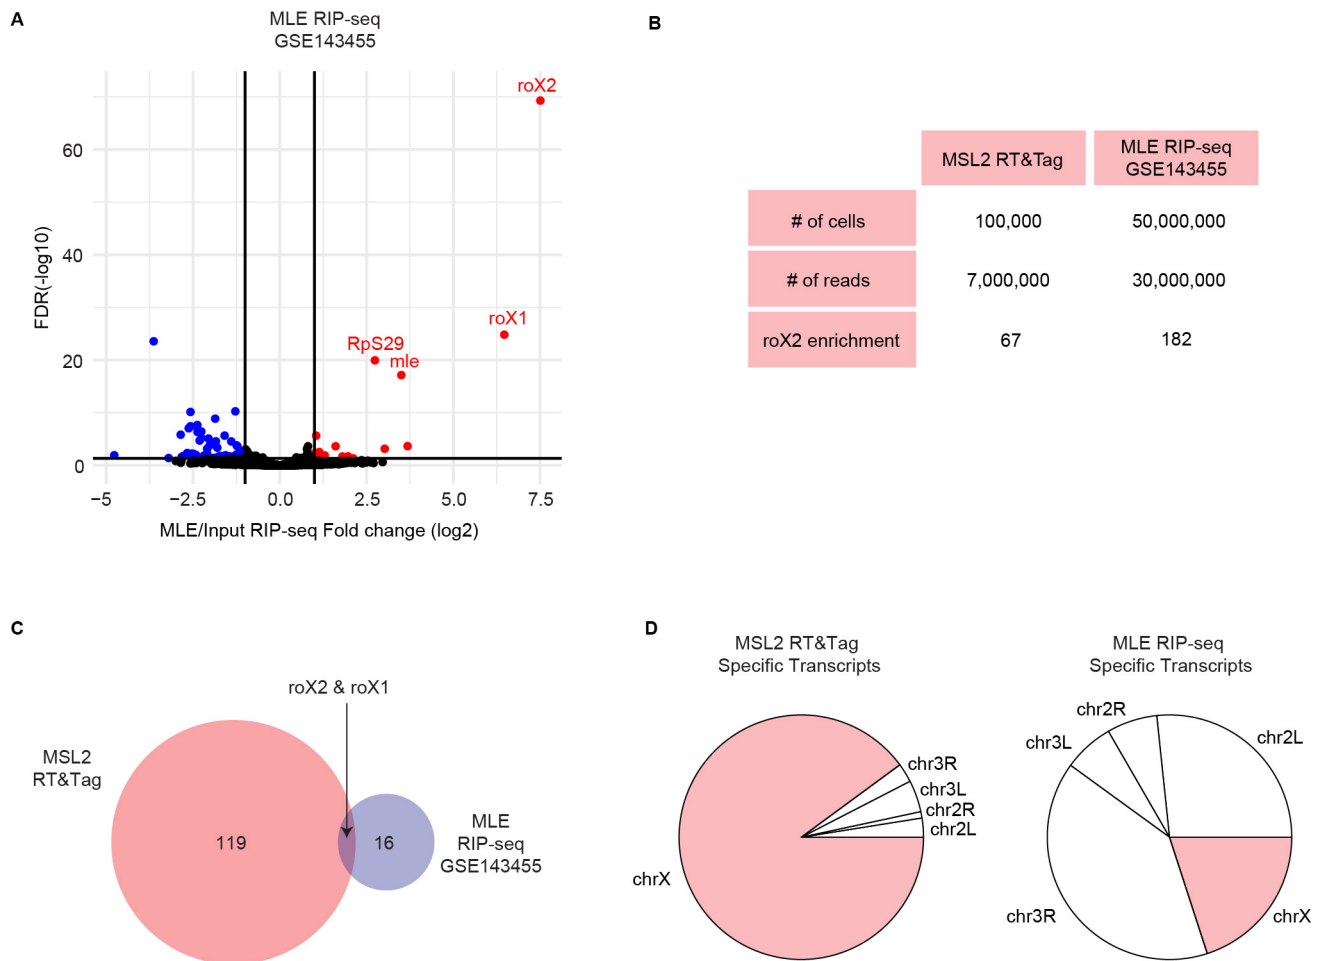 A
MLE RIP-seq
GSE143455
roX2
roX1
RpS29
mle
60
40
20
0
FDR(-log10)
−5
−2.5
0.0
2.5
5.0
7.5
MLE/Input RIP-seq Fold change (log2)
B
MSL2 RT&Tag
MLE RIP-seq
GSE143455
# of cells
100,000
50,000,000
# of reads
7,000,000
30,000,000
roX2 enrichment
67
182
C
roX2 & roX1
MSL2
RT&Tag
119
16
MLE
RIP-seq
GSE143455
D
MSL2 RT&Tag
Specific Transcripts
chr3R
chr3L
chr2R
chr2L
chrX
MLE RIP-seq
Specific Transcripts
chr2R
chr3L
chr2L
chr3R
chrX